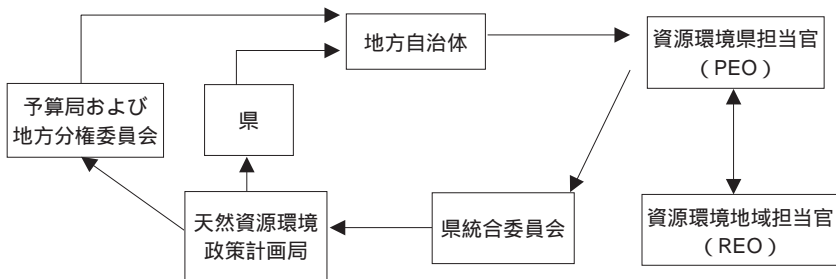 地方自治体
資源環境県担当官
（PEO）
予算局および
地方分権委員会
県
天然資源環境
政策計画局
県統合委員会
資源環境地域担当官
（REO）